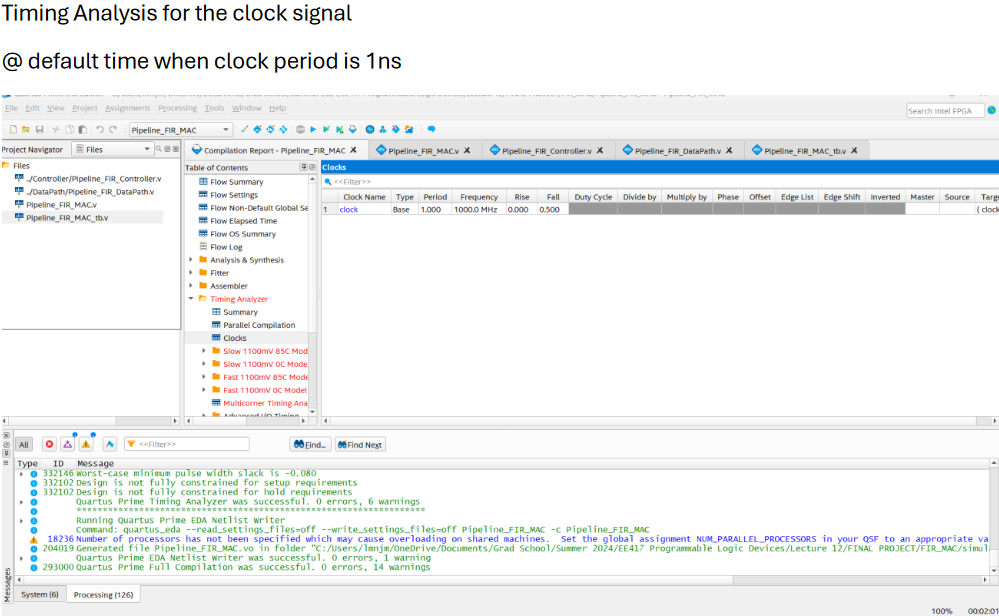 Timing Analysis for the clock signal
@ default time when clock period is 1ns
File Edit View Project Assignments Processing Tools Window Help
Search Intel FPGA
Pipeline_FIR_MAC
Project Navigator Files
Files
../Controller/Pipeline_FIR_Controller.v
../DataPath/Pipeline_FIR_DataPath.v
Pipeline_FIR_MAC.v
Pipeline_FIR_MAC_tb.v
Compilation Report - Pipeline_FIR_MAC
Pipeline_FIR_MAC.v
Pipeline_FIR_Controller.v
Pipeline_FIR_DataPath.v
Pipeline_FIR_MAC_tb.v
Table of Contents
Flow Summary
Flow Settings
Flow Non-Default Global Se
Flow Elapsed Time
Flow OS Summary
Flow Log
Analysis & Synthesis
Fitter
Assembler
Timing Analyzer
Summary
Parallel Compilation
Clocks
Slow 1100mV 85C Mod
Slow 1100mV 0C Mode
Fast 1100mV 85C Mode
Fast 1100mV 0C Model
Multicorner Timing Ana
Advanced I/O Timing
Clocks
<<Filter>>
Clock Name Type Period Frequency Rise Fall Duty Cycle Divide by Multiply by Phase Offset Edge List Edge Shift Inverted Master Source Targe
1 clock Base 1.000 1000.0 MHz 0.000 0.500 { clock
All <<Filter>> Find... Find Next
Type ID Message
332146 Worst-case minimum pulse width slack is -0.080
332102 Design is not fully constrained for setup requirements
332102 Design is not fully constrained for hold requirements
Quartus Prime Timing Analyzer was successful. 0 errors, 6 warnings
Running Quartus Prime EDA Netlist Writer
Command: quartus_eda --read_settings_files=off --write_settings_files=off Pipeline_FIR_MAC -c Pipeline_FIR_MAC
18236 Number of processors has not been specified which may cause overloading on shared machines. Set the global assignment NUM_PARALLEL_PROCESSORS in your QSF to an appropriate va
204019 Generated file Pipeline_FIR_MAC.vo in folder "C:/Users/lmnjm/OneDrive/Documents/Grad School/Summer 2024/EE417 Programmable Logic Devices/Lecture 12/FINAL PROJECT/FIR_MAC/simul
Quartus Prime EDA Netlist Writer was successful. 0 errors, 1 warning
293000 Quartus Prime Full Compilation was successful. 0 errors, 14 warnings
Messages
System (6) Processing (126)
100% 00:02:01